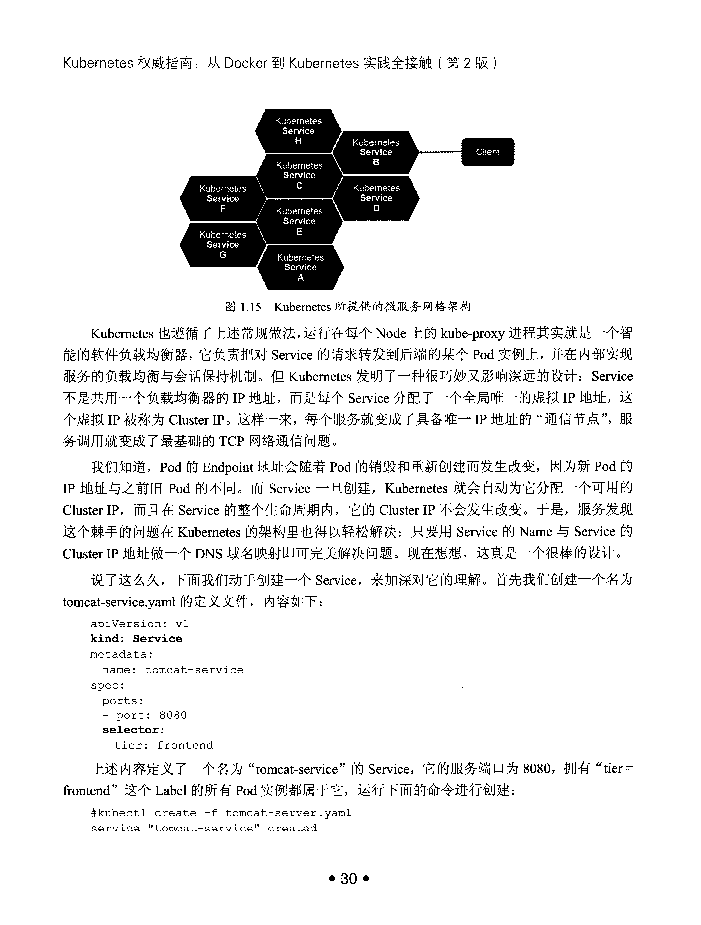 Kubernetes 权威指南:从 Docker 到 Kubernetes 实践全接触(第 2 版)
Kubernetes
Service
H
Kubernetes
Service
B
Client
Kubernetes
Service
C
Kubernetes
Service
F
Kubernetes
Service
D
Kubernetes
Service
E
Kubernetes
Service
G
Kubernetes
Service
A
图 1.15 Kubernetes 所提供的微服务网格架构
Kubernetes 也遵循了上述常规做法,运行在每个 Node 上的 kube-proxy 进程其实就是一个智
能的软件负载均衡器,它负责把对 Service 的请求转发到后端的某个 Pod 实例上,并在内部实现
服务的负载均衡与会话保持机制。但 Kubernetes 发明了一种很巧妙又影响深远的设计:Service
不是共用一个负载均衡器的 IP 地址,而是每个 Service 分配了一个全局唯一的虚拟 IP 地址,这
个虚拟 IP 被称为 Cluster IP。这样一来,每个服务就变成了具备唯一 IP 地址的“通信节点”,服
务调用就变成了最基础的 TCP 网络通信问题。
我们知道,Pod 的 Endpoint 地址会随着 Pod 的销毁和重新创建而发生改变,因为新 Pod 的
IP 地址与之前旧 Pod 的不同。而 Service 一旦创建,Kubernetes 就会自动为它分配一个可用的
Cluster IP,而且在 Service 的整个生命周期内,它的 Cluster IP 不会发生改变。于是,服务发现
这个棘手的问题在 Kubernetes 的架构里也得以轻松解决:只要用 Service 的 Name 与 Service 的
Cluster IP 地址做一个 DNS 域名映射即可完美解决问题。现在想想,这真是一个很棒的设计。
说了这么久,下面我们动手创建一个 Service,来加深对它的理解。首先我们创建一个名为
tomcat-service.yaml 的定义文件,内容如下:
apiVersion: v1
kind: Service
metadata:
  name: tomcat-service
spec:
  ports:
  - port: 8080
  selector:
    tier: frontend
上述内容定义了一个名为“tomcat-service”的 Service,它的服务端口为 8080,拥有“tier=
frontend”这个 Label 的所有 Pod 实例都属于它,运行下面的命令进行创建:
#kubectl create -f tomcat-server.yaml
service "tomcat-service" created
• 30 •